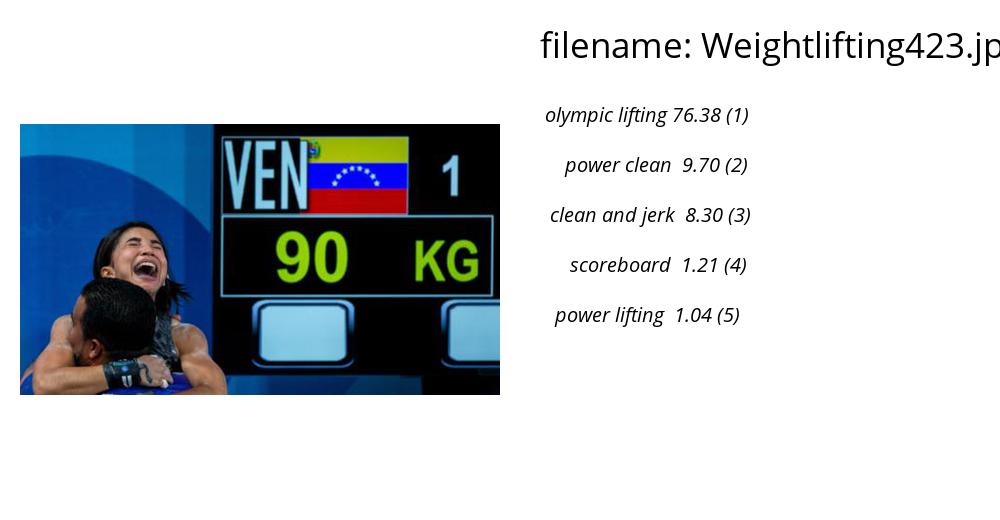 filename: Weightlifting423.jp
VEN 1
90 KG
olympic lifting 76.38 (1)
power clean 9.70 (2)
clean and jerk 8.30 (3)
scoreboard 1.21 (4)
power lifting 1.04 (5)